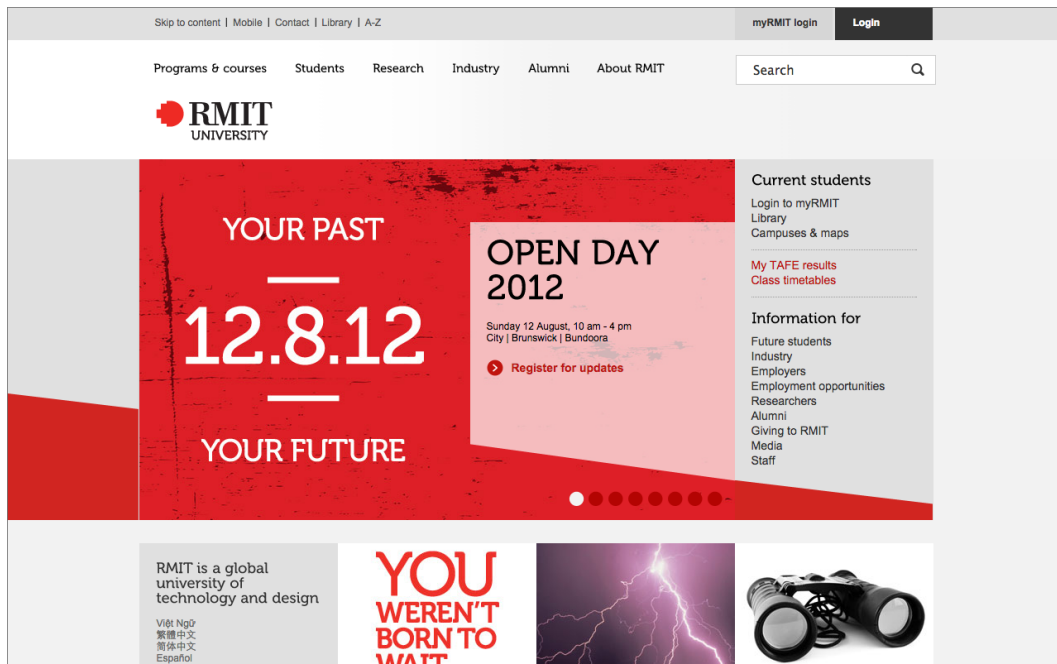 Skip to content | Mobile | Contact | Library | A-Z
myRMIT login
Login
Programs & courses Students Research Industry Alumni About RMIT
Search
RMIT
UNIVERSITY
YOUR PAST
12.8.12
YOUR FUTURE
OPEN DAY
2012
Sunday 12 August, 10 am - 4 pm
City | Brunswick | Bundoora
Register for updates
Current students
Login to myRMIT
Library
Campuses & maps
My TAFE results
Class timetables
Information for
Future students
Industry
Employers
Employment opportunities
Researchers
Alumni
Giving to RMIT
Media
Staff
RMIT is a global
university of
technology and design
Việt Ngữ
繁體中文
简体中文
Español
YOU
WEREN'T
BORN TO
WAIT